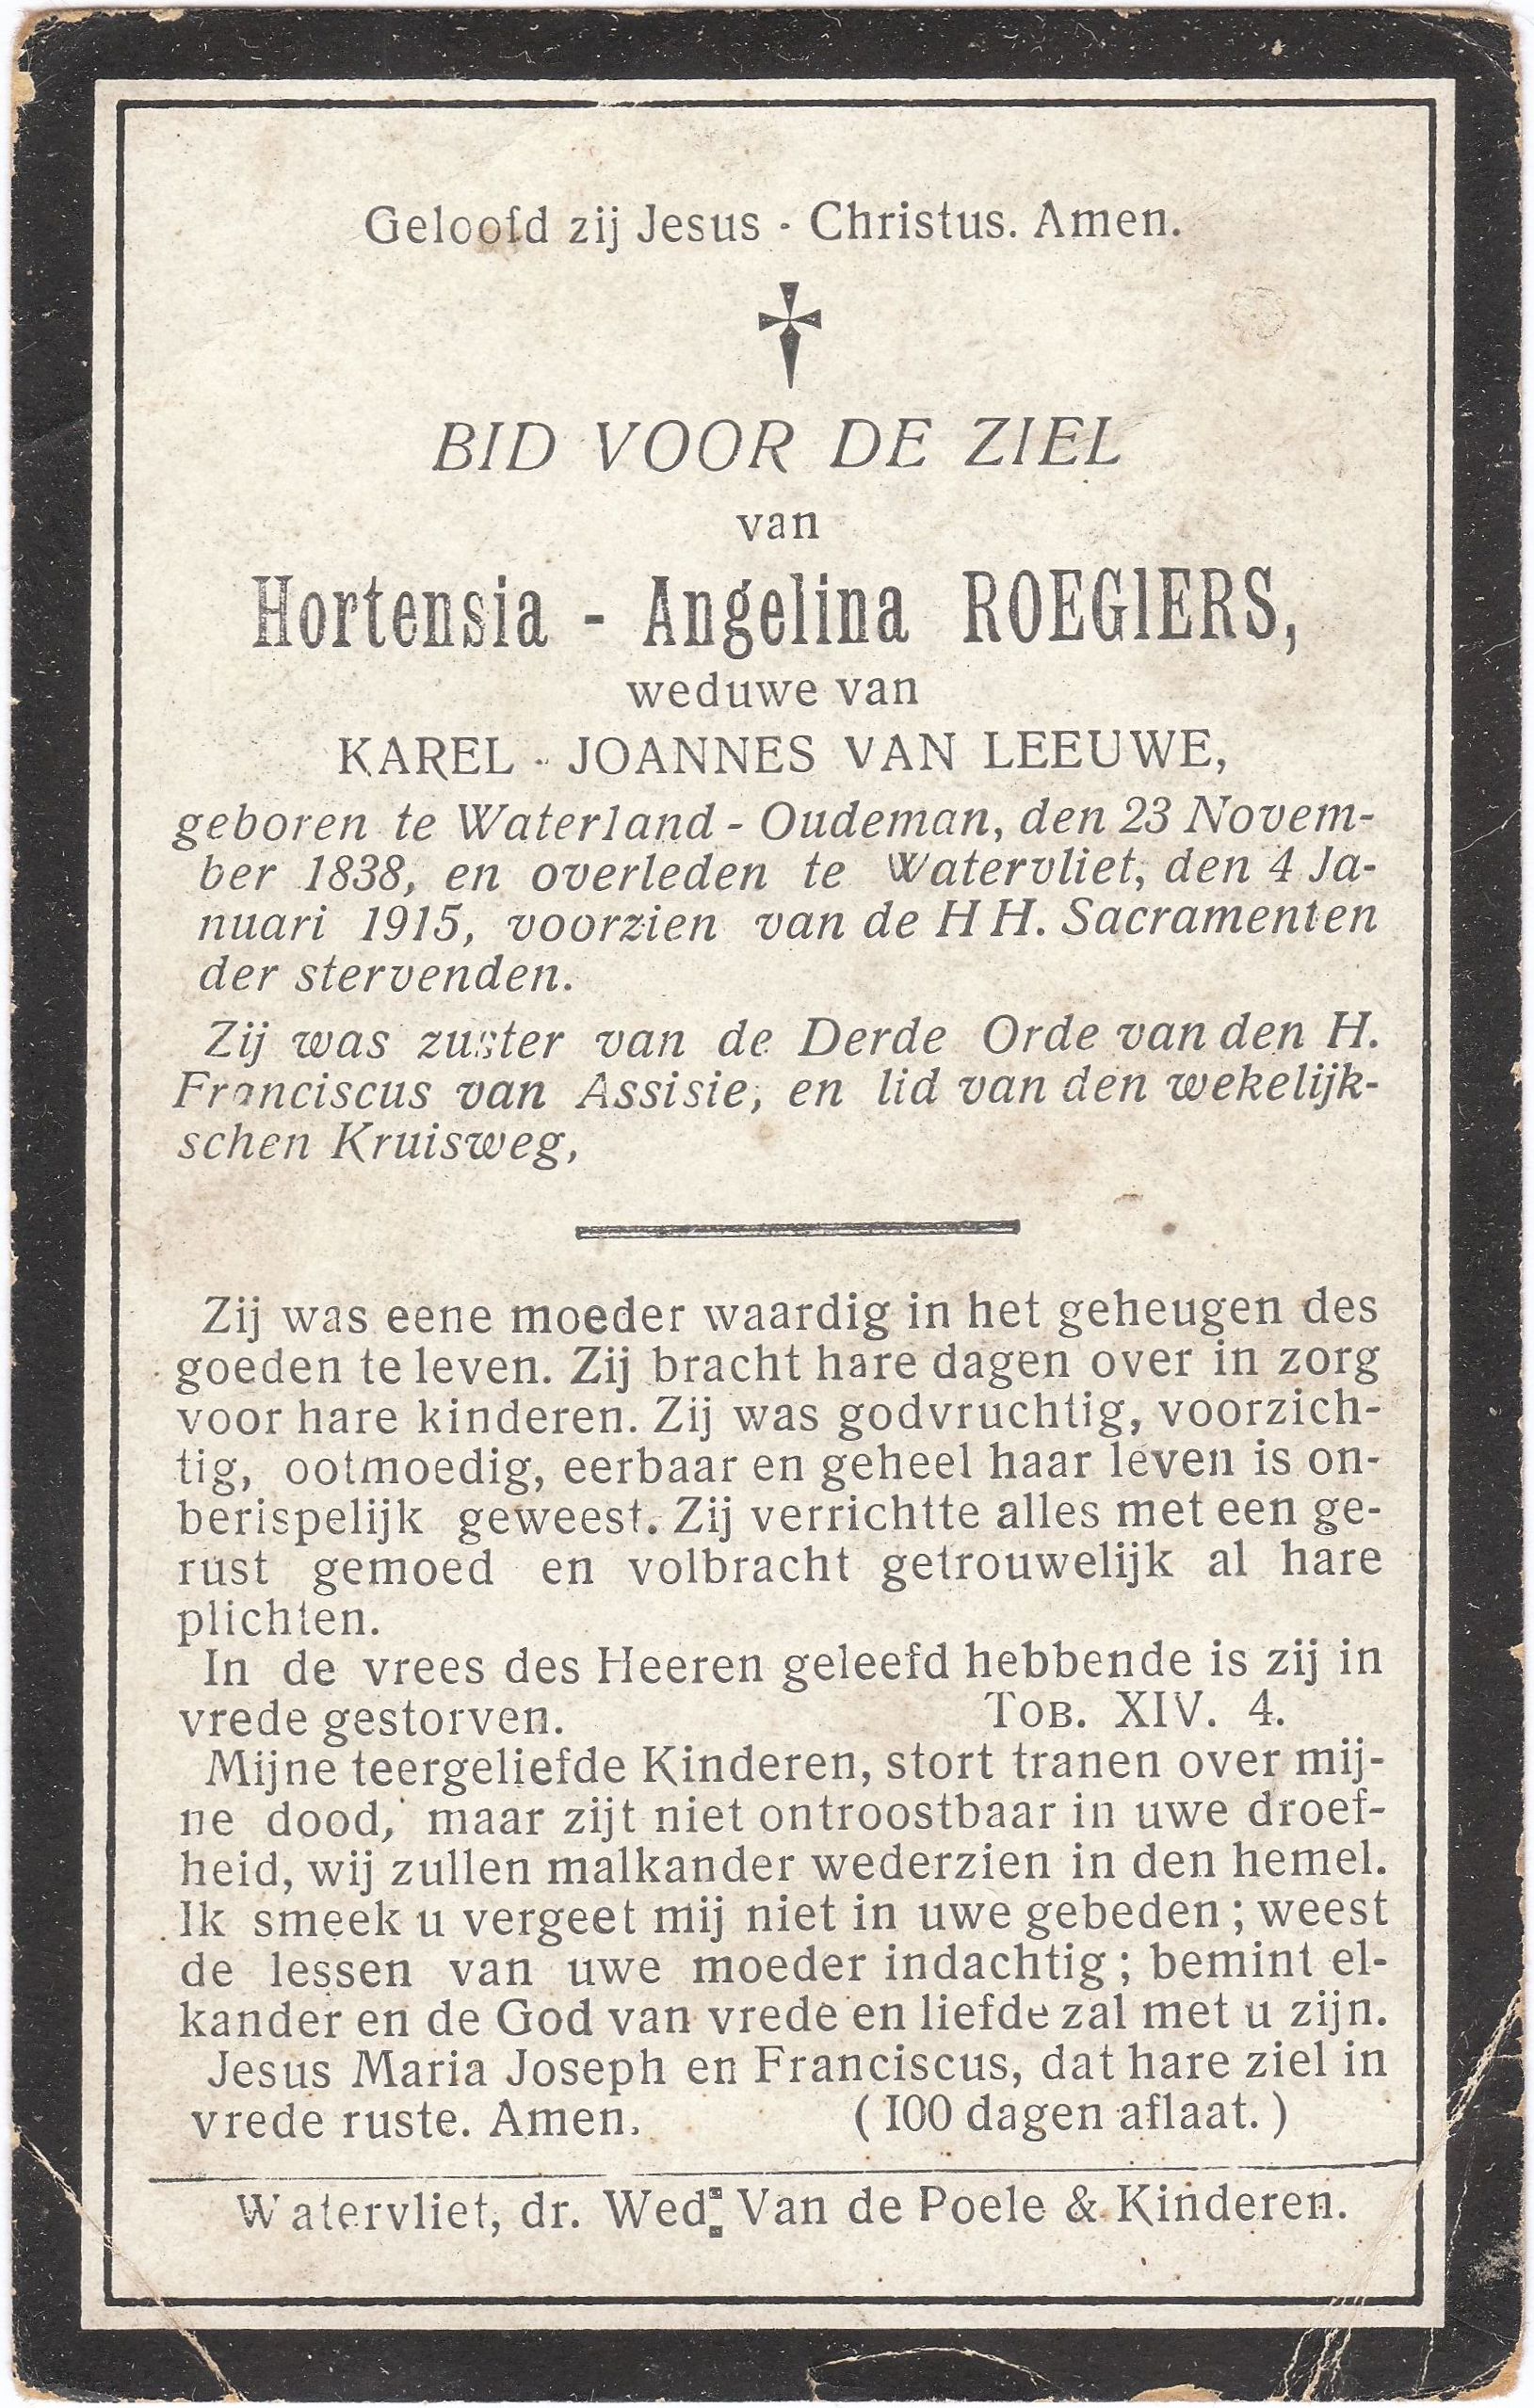 Geloofd zij Jesus - Christus. Amen.
BID VOOR DE ZIEL
van
Hortensia - Angelina ROEGIERS,
weduwe van
KAREL - JOANNES VAN LEEUWE,
geboren te Waterland - Oudeman, den 23 Novem-
ber 1838, en overleden te Watervliet, den 4 Ja-
nuari 1915, voorzien van de H H. Sacramenten
der stervenden.
Zij was zuster van de Derde Orde van den H.
Franciscus van Assisie, en lid van den wekelijk-
schen Kruisweg,
Zij was eene moeder waardig in het geheugen des
goeden te leven. Zij bracht hare dagen over in zorg
voor hare kinderen. Zij was godvruchtig, voorzich-
tig, ootmoedig, eerbaar en geheel haar leven is on-
berispelijk geweest. Zij verrichtte alles met een ge-
rust gemoed en volbracht getrouwelijk al hare
plichten.
In de vrees des Heeren geleefd hebbende is zij in
vrede gestorven. TOB. XIV. 4.
Mijne teergeliefde Kinderen, stort tranen over mij-
ne dood, maar zijt niet ontroostbaar in uwe droef-
heid, wij zullen malkander wederzien in den hemel.
Ik smeek u vergeet mij niet in uwe gebeden ; weest
de lessen van uwe moeder indachtig ; bemint el-
kander en de God van vrede en liefde zal met u zijn.
Jesus Maria Joseph en Franciscus, dat hare ziel in
vrede ruste. Amen. ( 100 dagen aflaat. )
Watervliet, dr. Wed. Van de Poele & Kinderen.